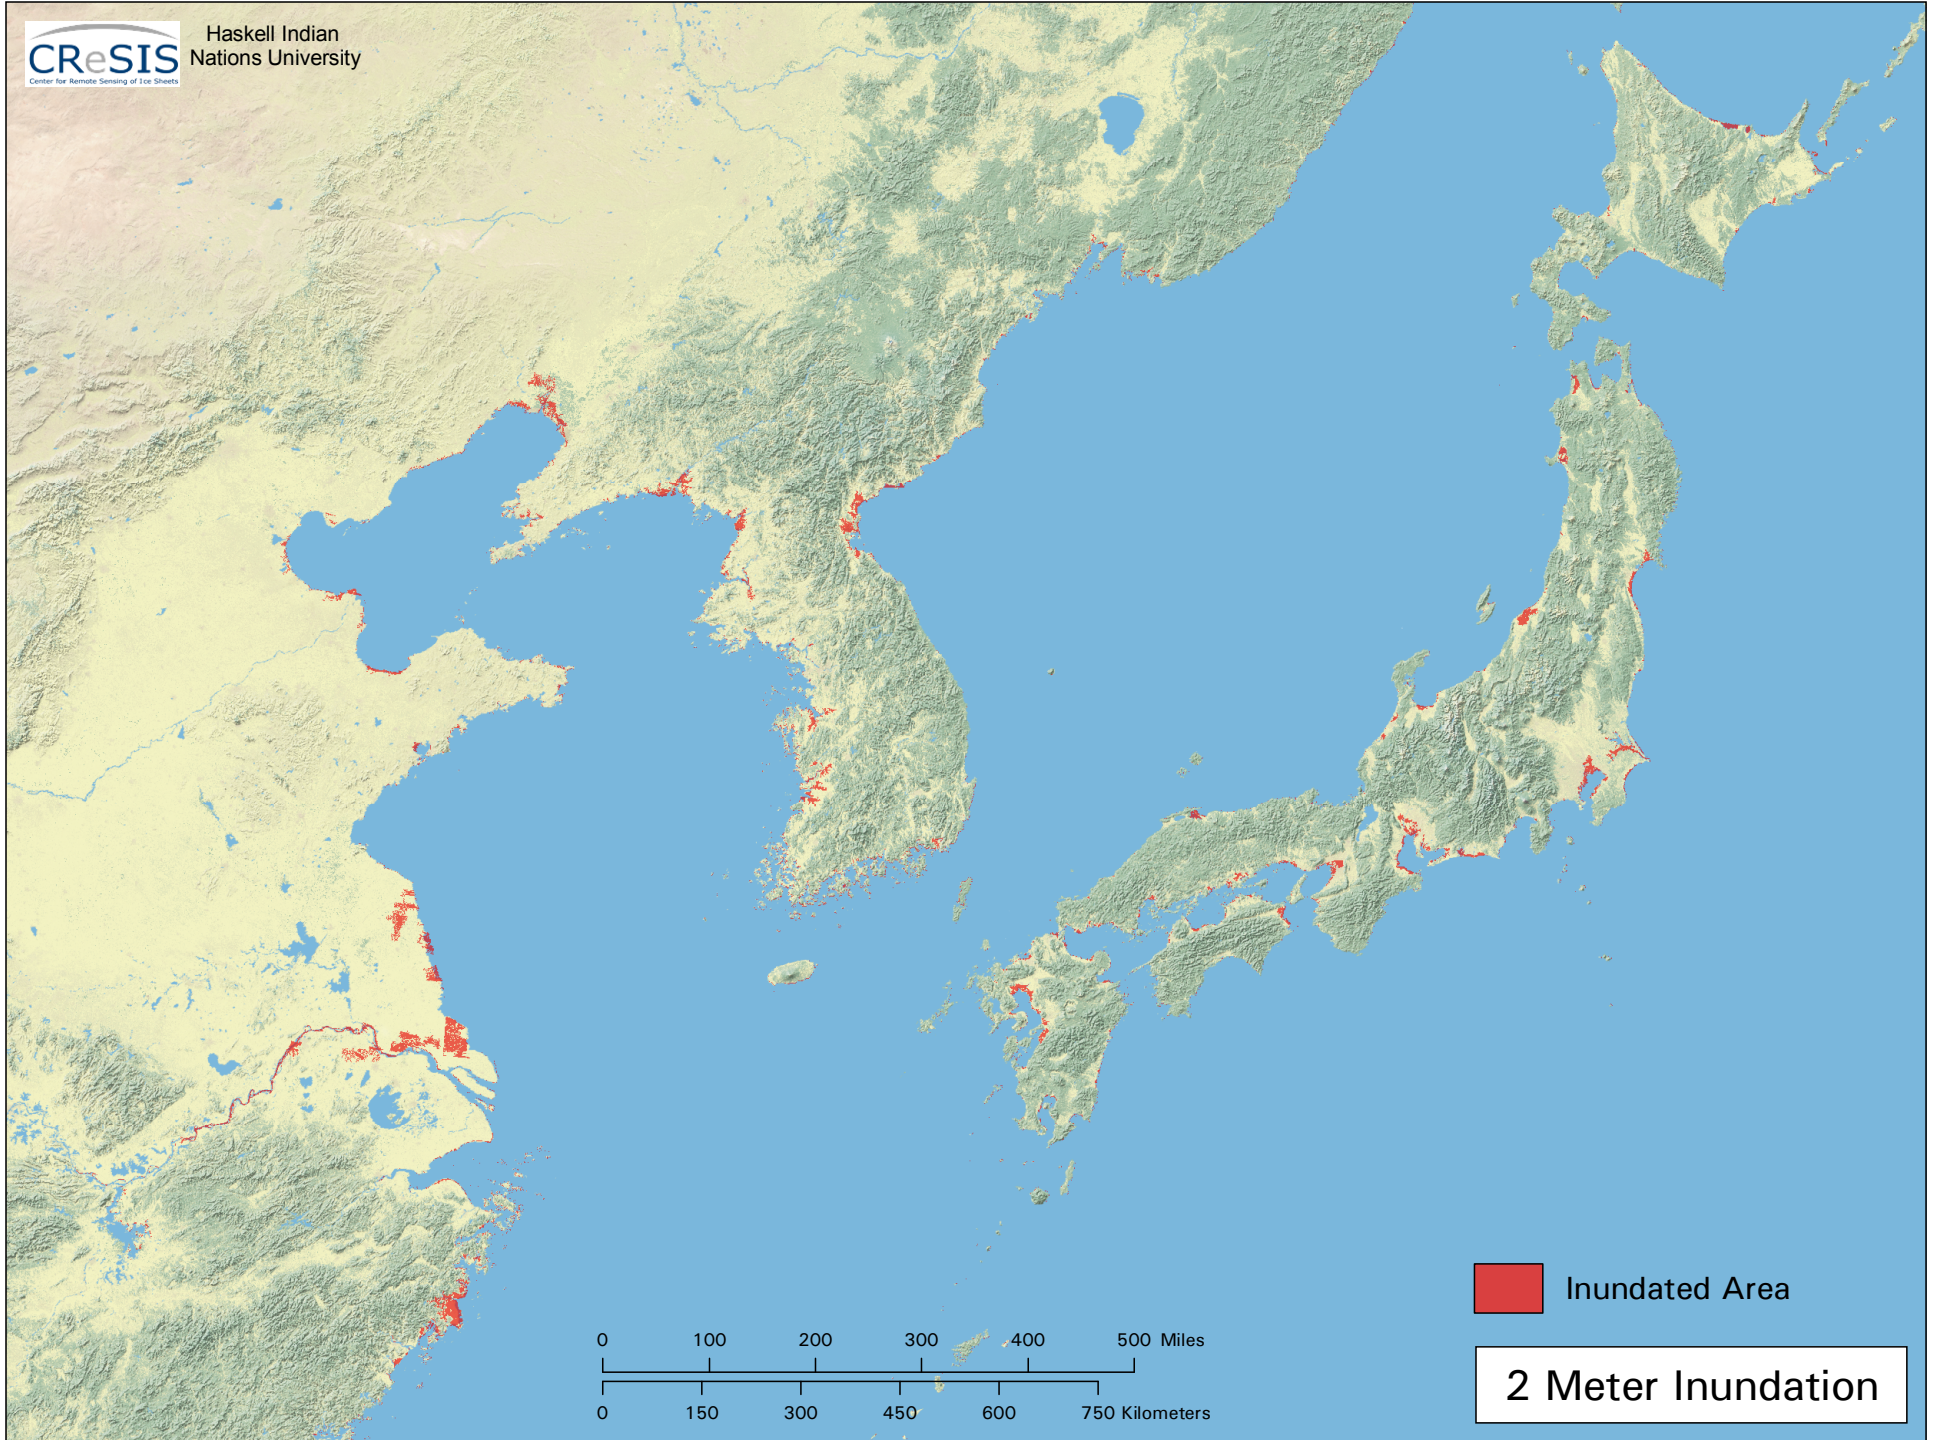 CReSIS
Center for Remote Sensing of Ice Sheets
Haskell Indian
Nations University
Inundated Area
2 Meter Inundation
0 100 200 300 400 500 Miles
0 150 300 450 600 750 Kilometers